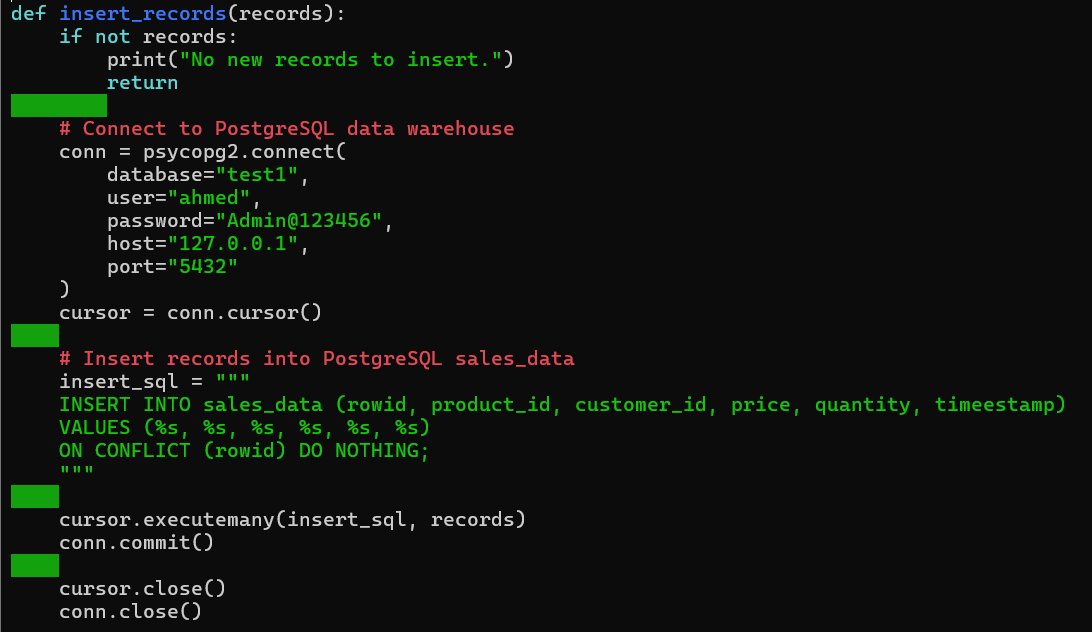 def insert_records(records):
    if not records:
        print("No new records to insert.")
        return
    # Connect to PostgreSQL data warehouse
    conn = psycopg2.connect(
        database="test1",
        user="ahmed",
        password="Admin@123456",
        host="127.0.0.1",
        port="5432"
    )
    cursor = conn.cursor()
    # Insert records into PostgreSQL sales_data
    insert_sql = """
    INSERT INTO sales_data (rowid, product_id, customer_id, price, quantity, timeestamp)
    VALUES (%s, %s, %s, %s, %s, %s)
    ON CONFLICT (rowid) DO NOTHING;
    """
    cursor.executemany(insert_sql, records)
    conn.commit()
    cursor.close()
    conn.close()